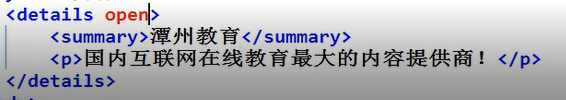 <details open>
<summary>潭州教育</summary>
<p>国内互联网在线教育最大的内容提供商！</p>
</details>